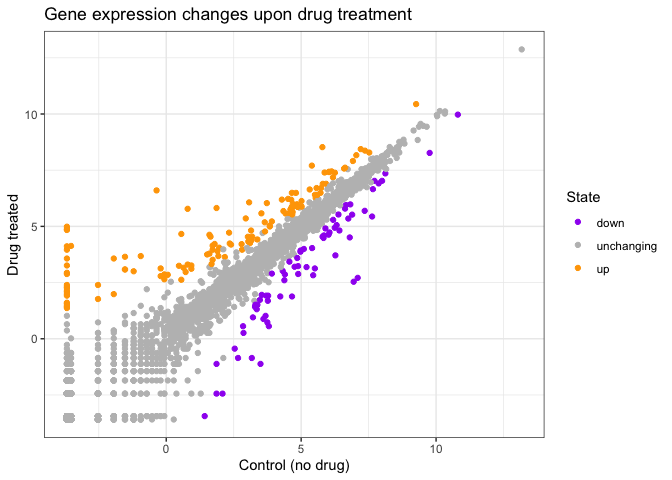 Gene expression changes upon drug treatment
Drug treated
10
5
0
0
5
10
Control (no drug)
State
down
unchanging
up